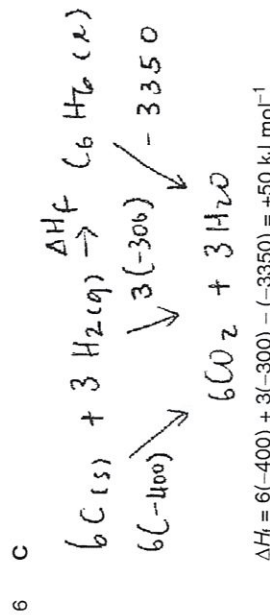 6 C
6C(s) + 3H₂(g) →ΔHf C₆H₆(l)
6(-400) 3(-300) -3350
6CO₂ + 3H₂O
ΔHf = 6(−400) + 3(−300) − (−3350) = +50 kJ mol⁻¹